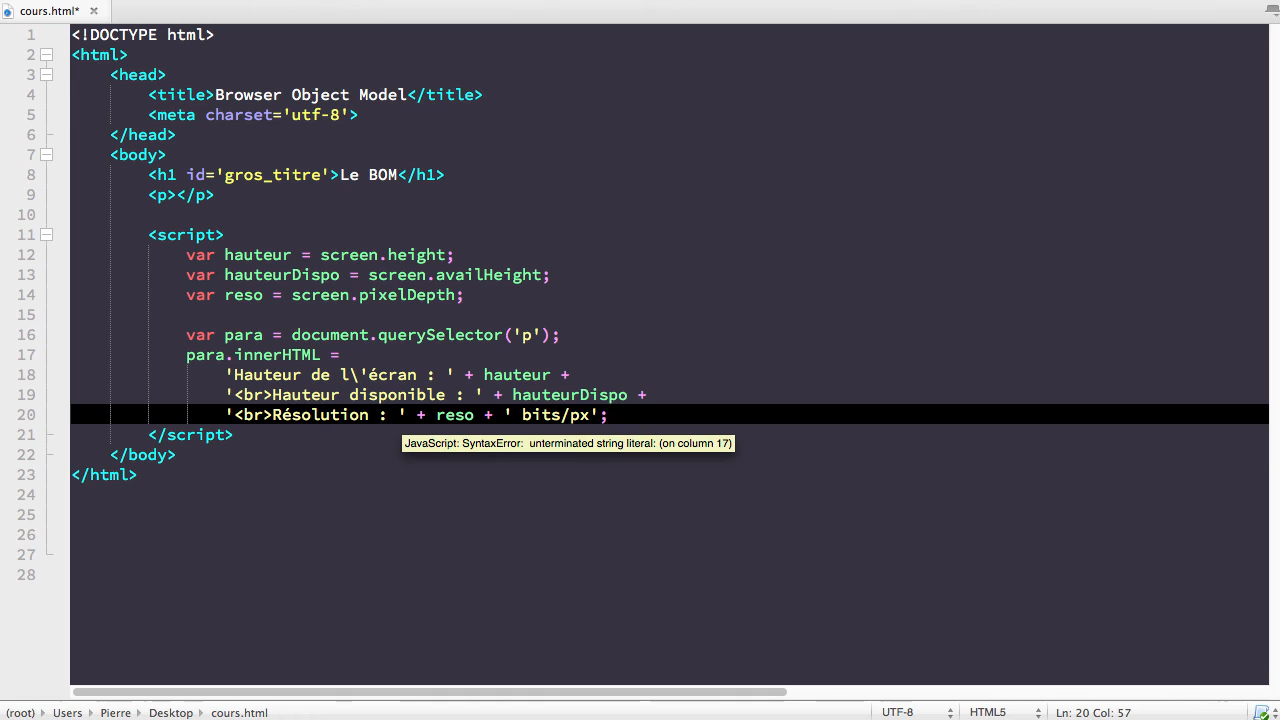 cours.html*
1 <!DOCTYPE html>
2 <html>
3 <head>
4 <title>Browser Object Model</title>
5 <meta charset='utf-8'>
6 </head>
7 <body>
8 <h1 id='gros_titre'>Le BOM</h1>
9 <p></p>
10
11 <script>
12 var hauteur = screen.height;
13 var hauteurDispo = screen.availHeight;
14 var reso = screen.pixelDepth;
15
16 var para = document.querySelector('p');
17 para.innerHTML =
18 'Hauteur de l\'écran : ' + hauteur +
19 '<br>Hauteur disponible : ' + hauteurDispo +
20 '<br>Résolution : ' + reso + ' bits/px';
21 </script>
JavaScript: SyntaxError: unterminated string literal: (on column 17)
22 </body>
23 </html>
24
25
26
27
28
(root) Users Pierre Desktop cours.html UTF-8 HTML5 Ln: 20 Col: 57